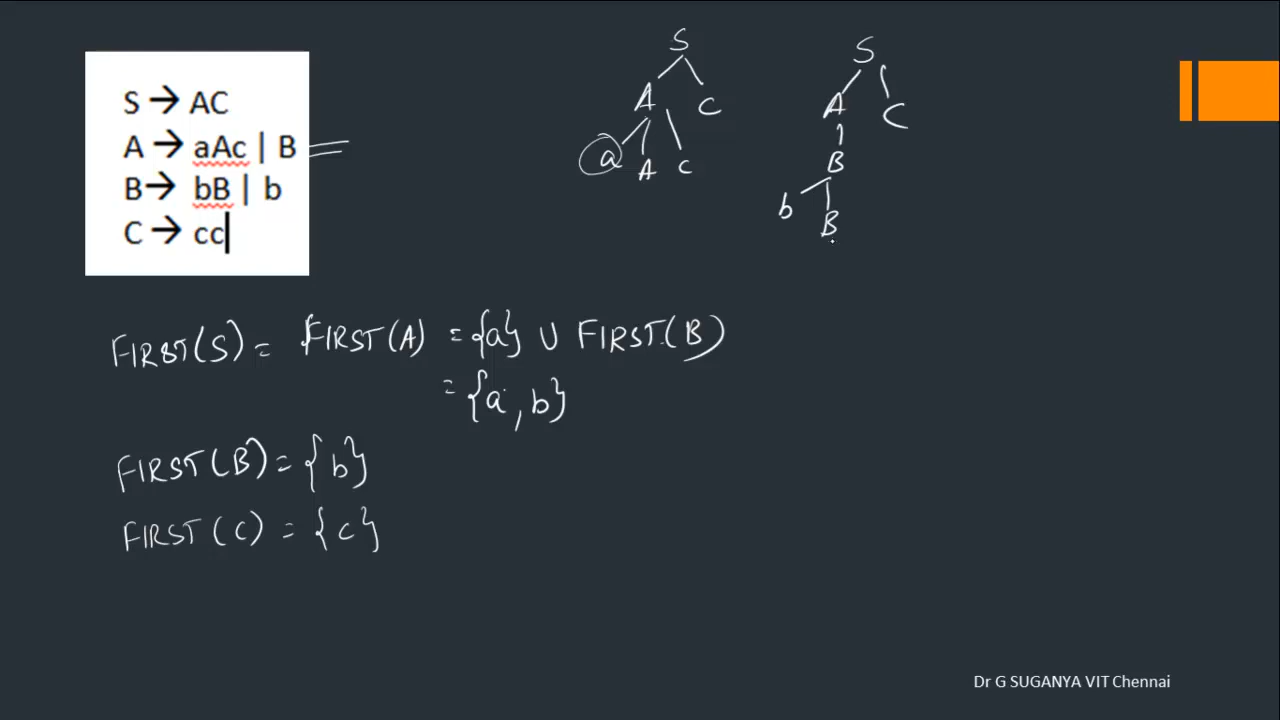 S → AC
A → aAc | B
B → bB | b
C → cc
S
A C
a A c
S
A C
B
b B
FIRST(S) = FIRST(A) = {a} ∪ FIRST(B)
= {a, b}
FIRST(B) = {b}
FIRST(C) = {c}
Dr G SUGANYA VIT Chennai